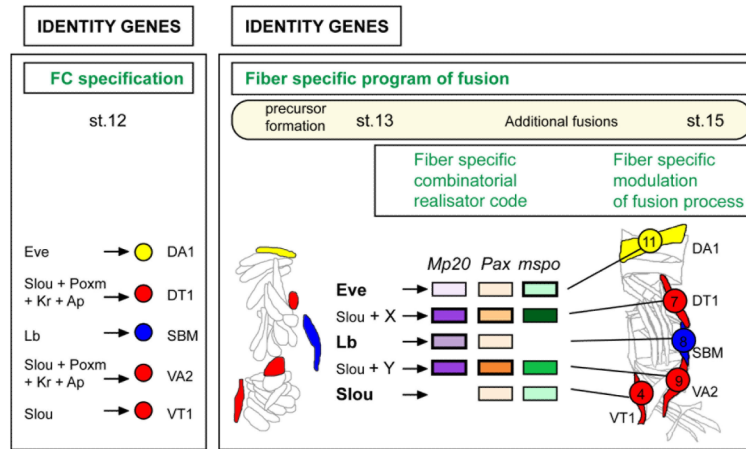 IDENTITY GENES
FC specification
st.12
Eve
DA1
Slou + Poxm
+ Kr + Ap
DT1
Lb
SBM
Slou + Poxm
+ Kr + Ap
VA2
Slou
VT1
IDENTITY GENES
Fiber specific program of fusion
precursor
formation
st.13
Additional fusions
st.15
Fiber specific
combinatorial
realisator code
Fiber specific
modulation
of fusion process
Mp20 Pax mspo
Eve
Slou + X
Lb
Slou + Y
Slou
11
DA1
7
DT1
8
SBM
9
VA2
4
VT1